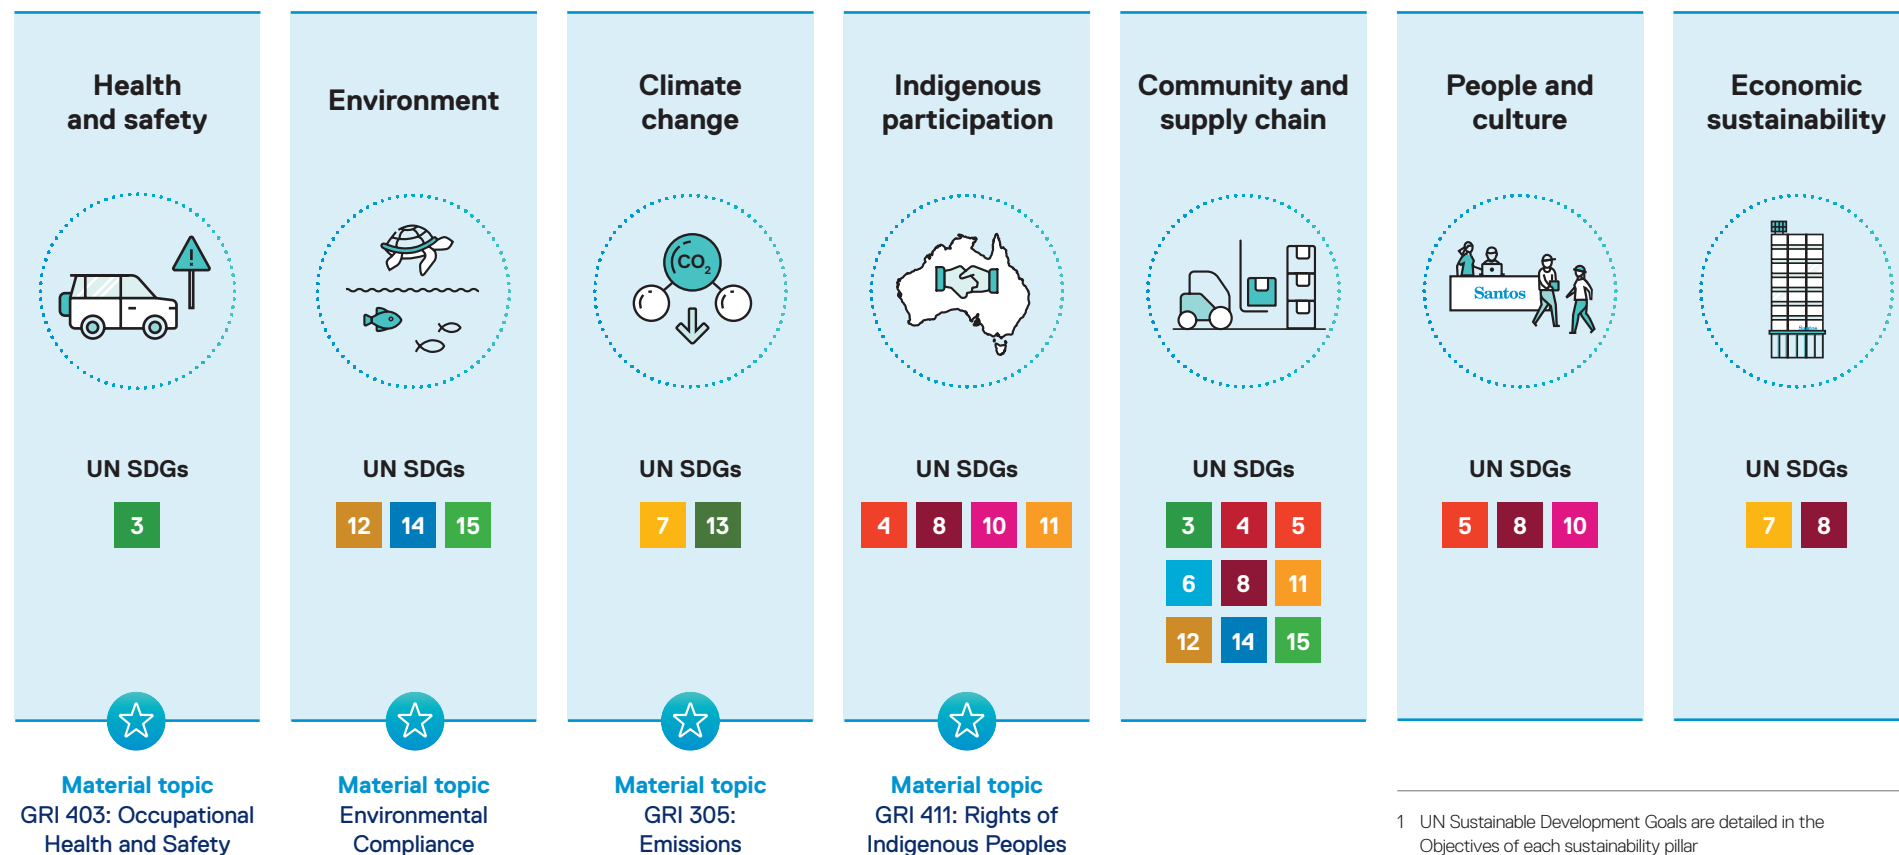 Health
and safety
UN SDGs
3
Material topic
GRI 403: Occupational
Health and Safety
Environment
UN SDGs
12 14 15
Material topic
Environmental
Compliance
Climate
change
CO2
UN SDGs
7 13
Material topic
GRI 305:
Emissions
Indigenous
participation
UN SDGs
4 8 10 11
Material topic
GRI 411: Rights of
Indigenous Peoples
Community and
supply chain
UN SDGs
3 4 5
6 8 11
12 14 15
People and
culture
Santos
UN SDGs
5 8 10
Economic
sustainability
Santos
UN SDGs
7 8
1 UN Sustainable Development Goals are detailed in the
Objectives of each sustainability pillar